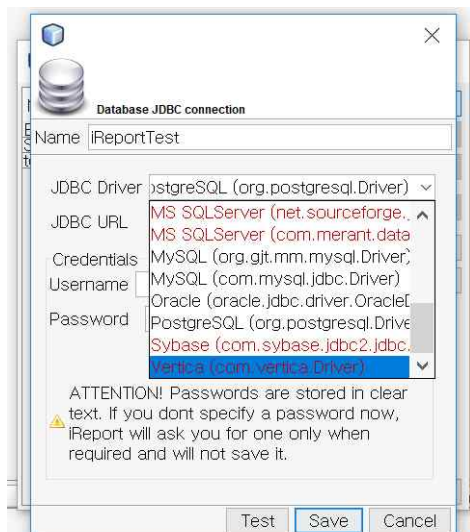 Database JDBC connection
Name iReportTest
JDBC Driver ostgreSQL (org.postgresql.Driver)
JDBC URL
MS SQLServer (net.sourceforge.
MS SQLServer (com.merant.data
MySQL (org.gjt.mm.mysql.Driver)
MySQL (com.mysql.jdbc.Driver)
Oracle (oracle.jdbc.driver.OracleD
PostgreSQL (org.postgresql.Drive
Sybase (com.sybase.jdbc2.jdbc.
Vertica (com.vertica.Driver)
Credentials
Username
Password
ATTENTION! Passwords are stored in clear
text. If you dont specify a password now,
iReport will ask you for one only when
required and will not save it.
Test Save Cancel